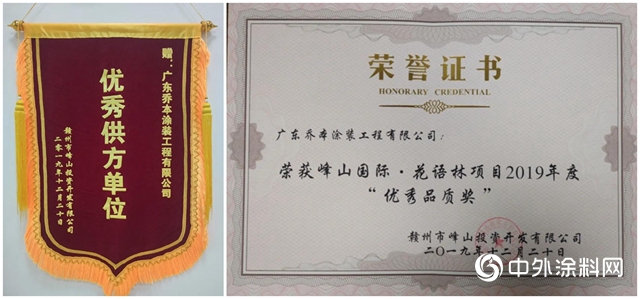 赠：广东乔本涂装工程有限公司
优秀供方单位
赣州市峰山投资开发有限公司
二零一九年十二月二十日
荣誉证书
HONORARY CREDENTIAL
广东乔本涂装工程有限公司：
荣获峰山国际·花语林项目2019年度
“优秀品质奖”
赣州市峰山投资开发有限公司
二〇一九年十二月二十日
中外涂料网